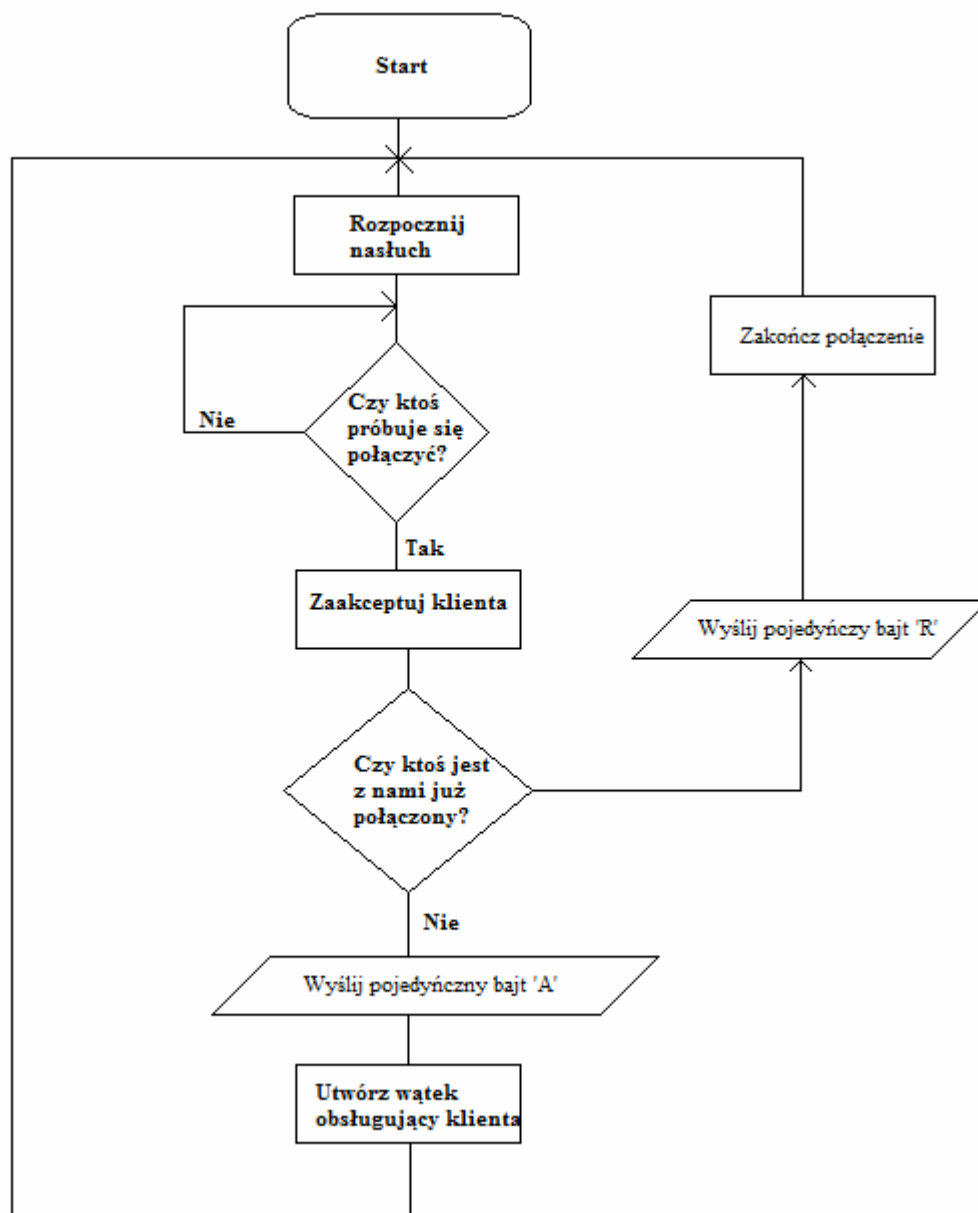 Start
Rozpocznij
nasłuch
Zakończ połączenie
Czy ktoś
próbuje się
połączyć?
Nie
Tak
Zaakceptuj klienta
Wyślij pojedyńczy bajt 'R'
Czy ktoś jest
z nami już
połączony?
Nie
Wyślij pojedyńczny bajt 'A'
Utwórz wątek
obsługujący klienta